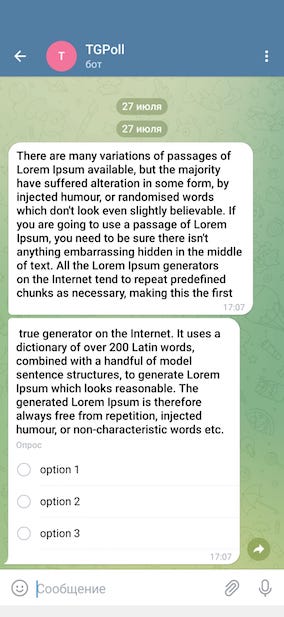 T
TGPoll
бот
27 июля
27 июля
There are many variations of passages of
Lorem Ipsum available, but the majority
have suffered alteration in some form, by
injected humour, or randomised words
which don't look even slightly believable. If
you are going to use a passage of Lorem
Ipsum, you need to be sure there isn't
anything embarrassing hidden in the middle
of text. All the Lorem Ipsum generators
on the Internet tend to repeat predefined
chunks as necessary, making this the first
17:07
true generator on the Internet. It uses a
dictionary of over 200 Latin words,
combined with a handful of model
sentence structures, to generate Lorem
Ipsum which looks reasonable. The
generated Lorem Ipsum is therefore
always free from repetition, injected
humour, or non-characteristic words etc.
Опрос
option 1
option 2
option 3
17:07
Сообщение